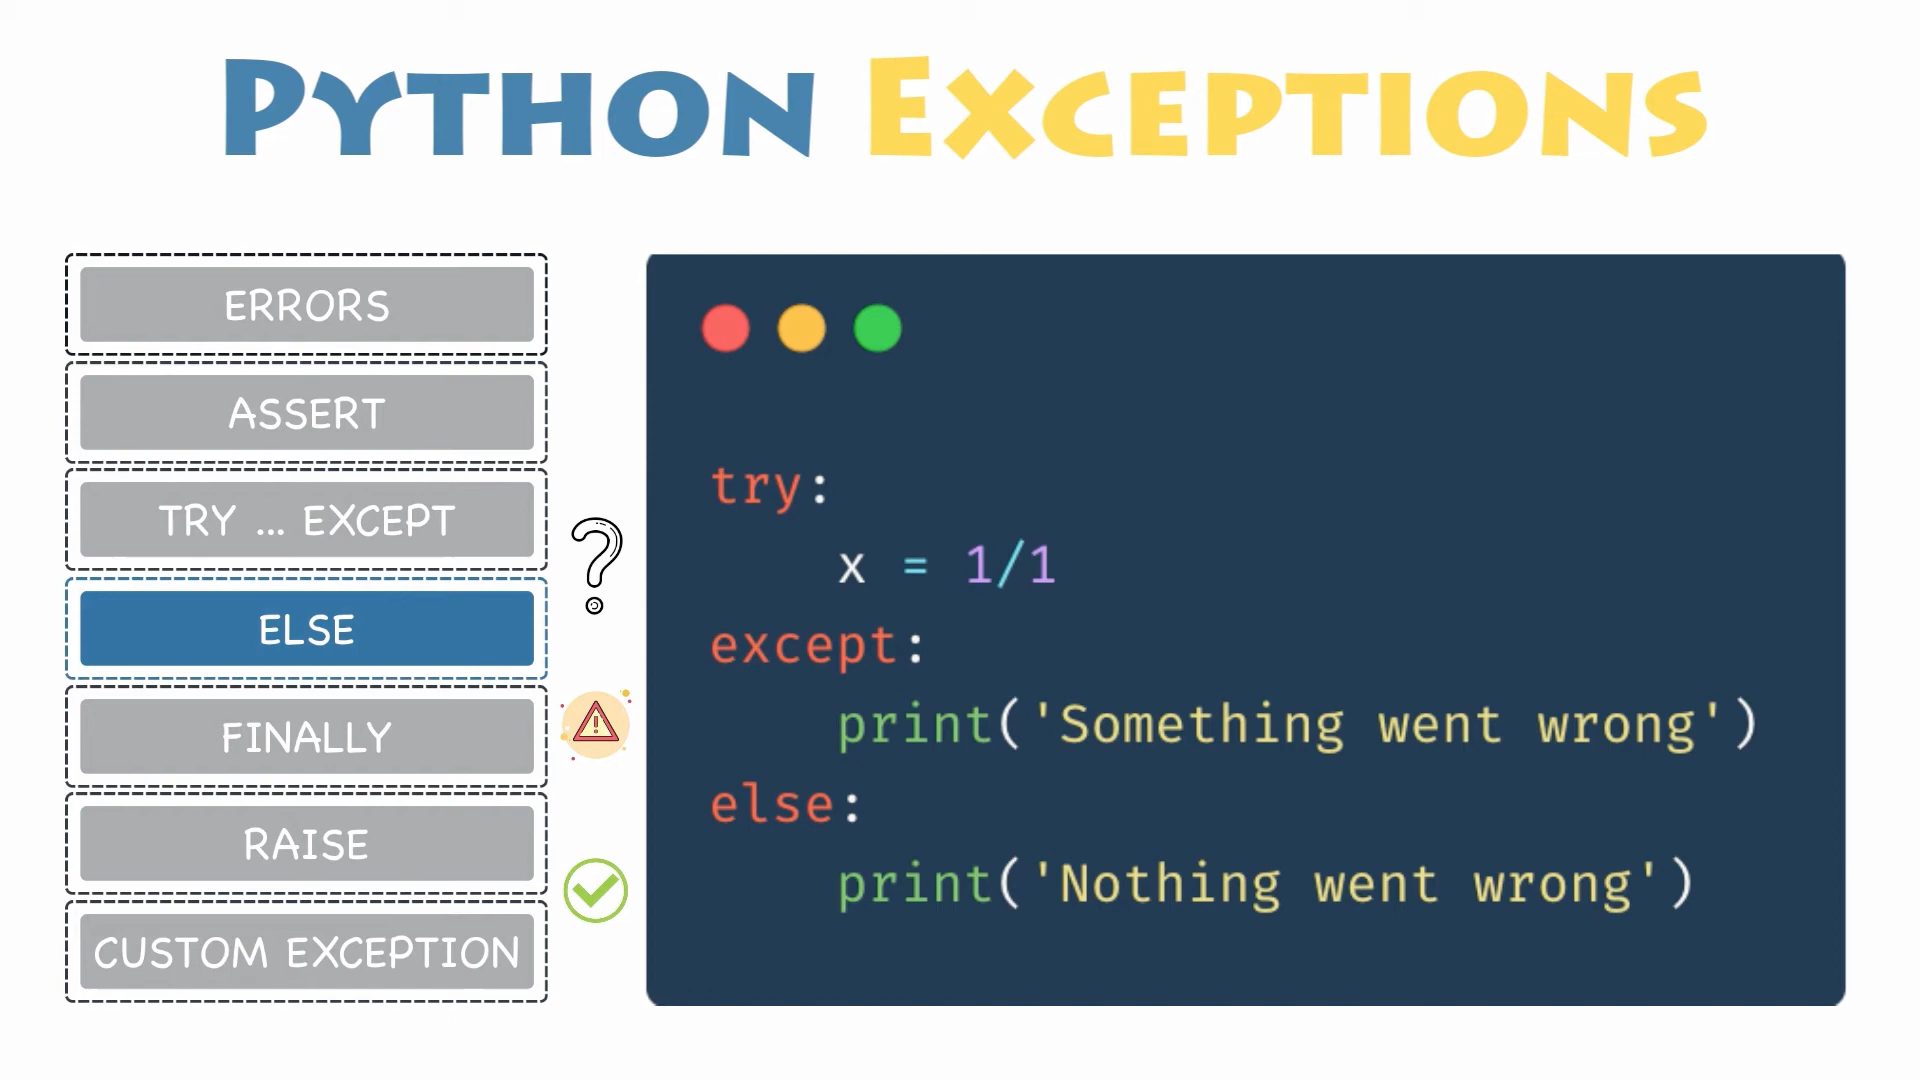 PYTHON EXCEPTIONS
ERRORS
ASSERT
TRY ... EXCEPT
ELSE
FINALLY
RAISE
CUSTOM EXCEPTION
try:
    x = 1/1
except:
    print('Something went wrong')
else:
    print('Nothing went wrong')